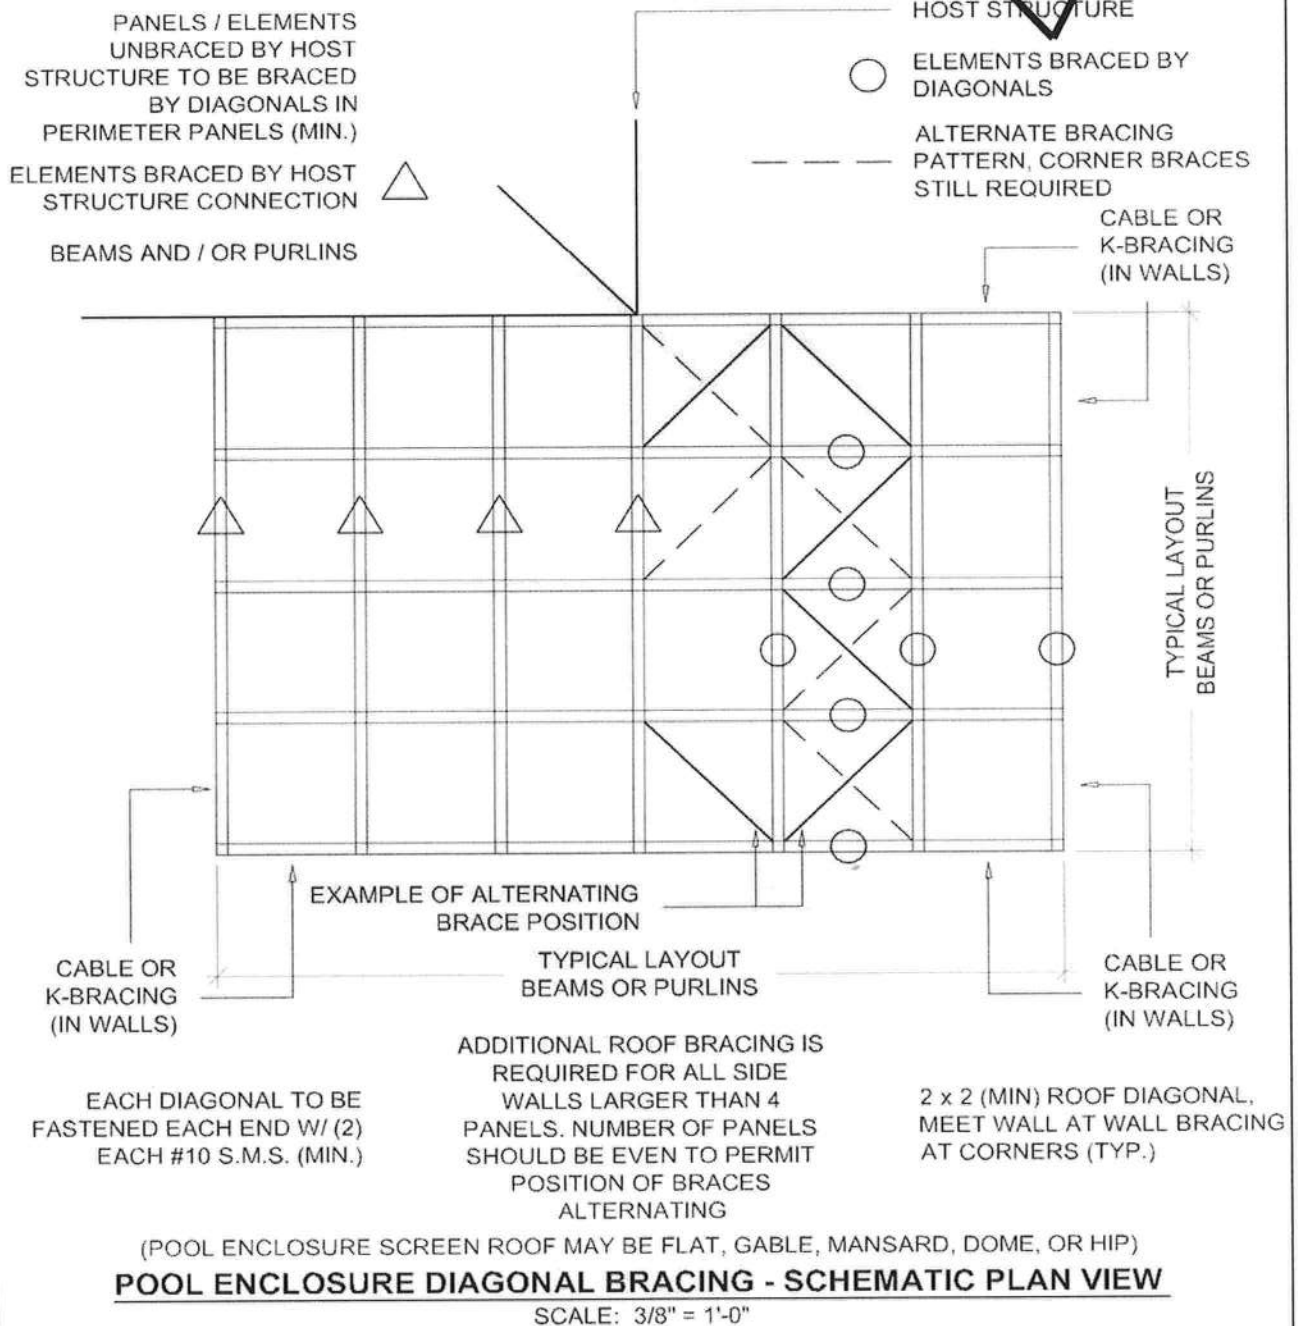 PANELS / ELEMENTS
UNBRACED BY HOST
STRUCTURE TO BE BRACED
BY DIAGONALS IN
PERIMETER PANELS (MIN.)
ELEMENTS BRACED BY HOST
STRUCTURE CONNECTION
BEAMS AND / OR PURLINS
HOST STRUCTURE
ELEMENTS BRACED BY
DIAGONALS
ALTERNATE BRACING
PATTERN, CORNER BRACES
STILL REQUIRED
CABLE OR
K-BRACING
(IN WALLS)
TYPICAL LAYOUT
BEAMS OR PURLINS
EXAMPLE OF ALTERNATING
BRACE POSITION
TYPICAL LAYOUT
BEAMS OR PURLINS
CABLE OR
K-BRACING
(IN WALLS)
CABLE OR
K-BRACING
(IN WALLS)
EACH DIAGONAL TO BE
FASTENED EACH END W/ (2)
EACH #10 S.M.S. (MIN.)
ADDITIONAL ROOF BRACING IS
REQUIRED FOR ALL SIDE
WALLS LARGER THAN 4
PANELS. NUMBER OF PANELS
SHOULD BE EVEN TO PERMIT
POSITION OF BRACES
ALTERNATING
2 x 2 (MIN) ROOF DIAGONAL,
MEET WALL AT WALL BRACING
AT CORNERS (TYP.)
(POOL ENCLOSURE SCREEN ROOF MAY BE FLAT, GABLE, MANSARD, DOME, OR HIP)
POOL ENCLOSURE DIAGONAL BRACING - SCHEMATIC PLAN VIEW
SCALE: 3/8" = 1'-0"